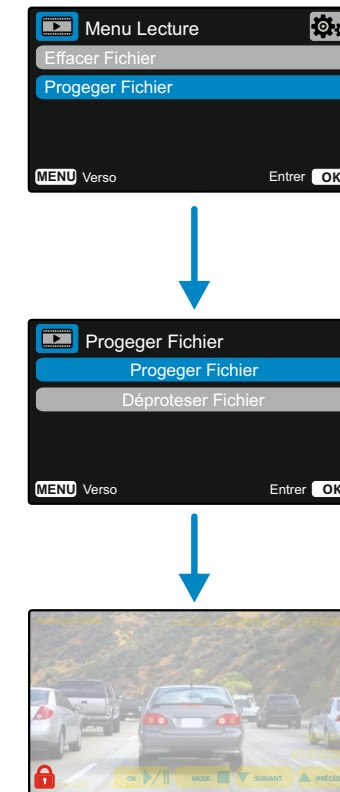 Menu Lecture
Effacer Fichier
Progeger Fichier
MENU Verso Entrer OK
Progeger Fichier
Progeger Fichier
Déproteser Fichier
MENU Verso Entrer OK
OK : MODE : :SUIVANT :PRÉCÉD